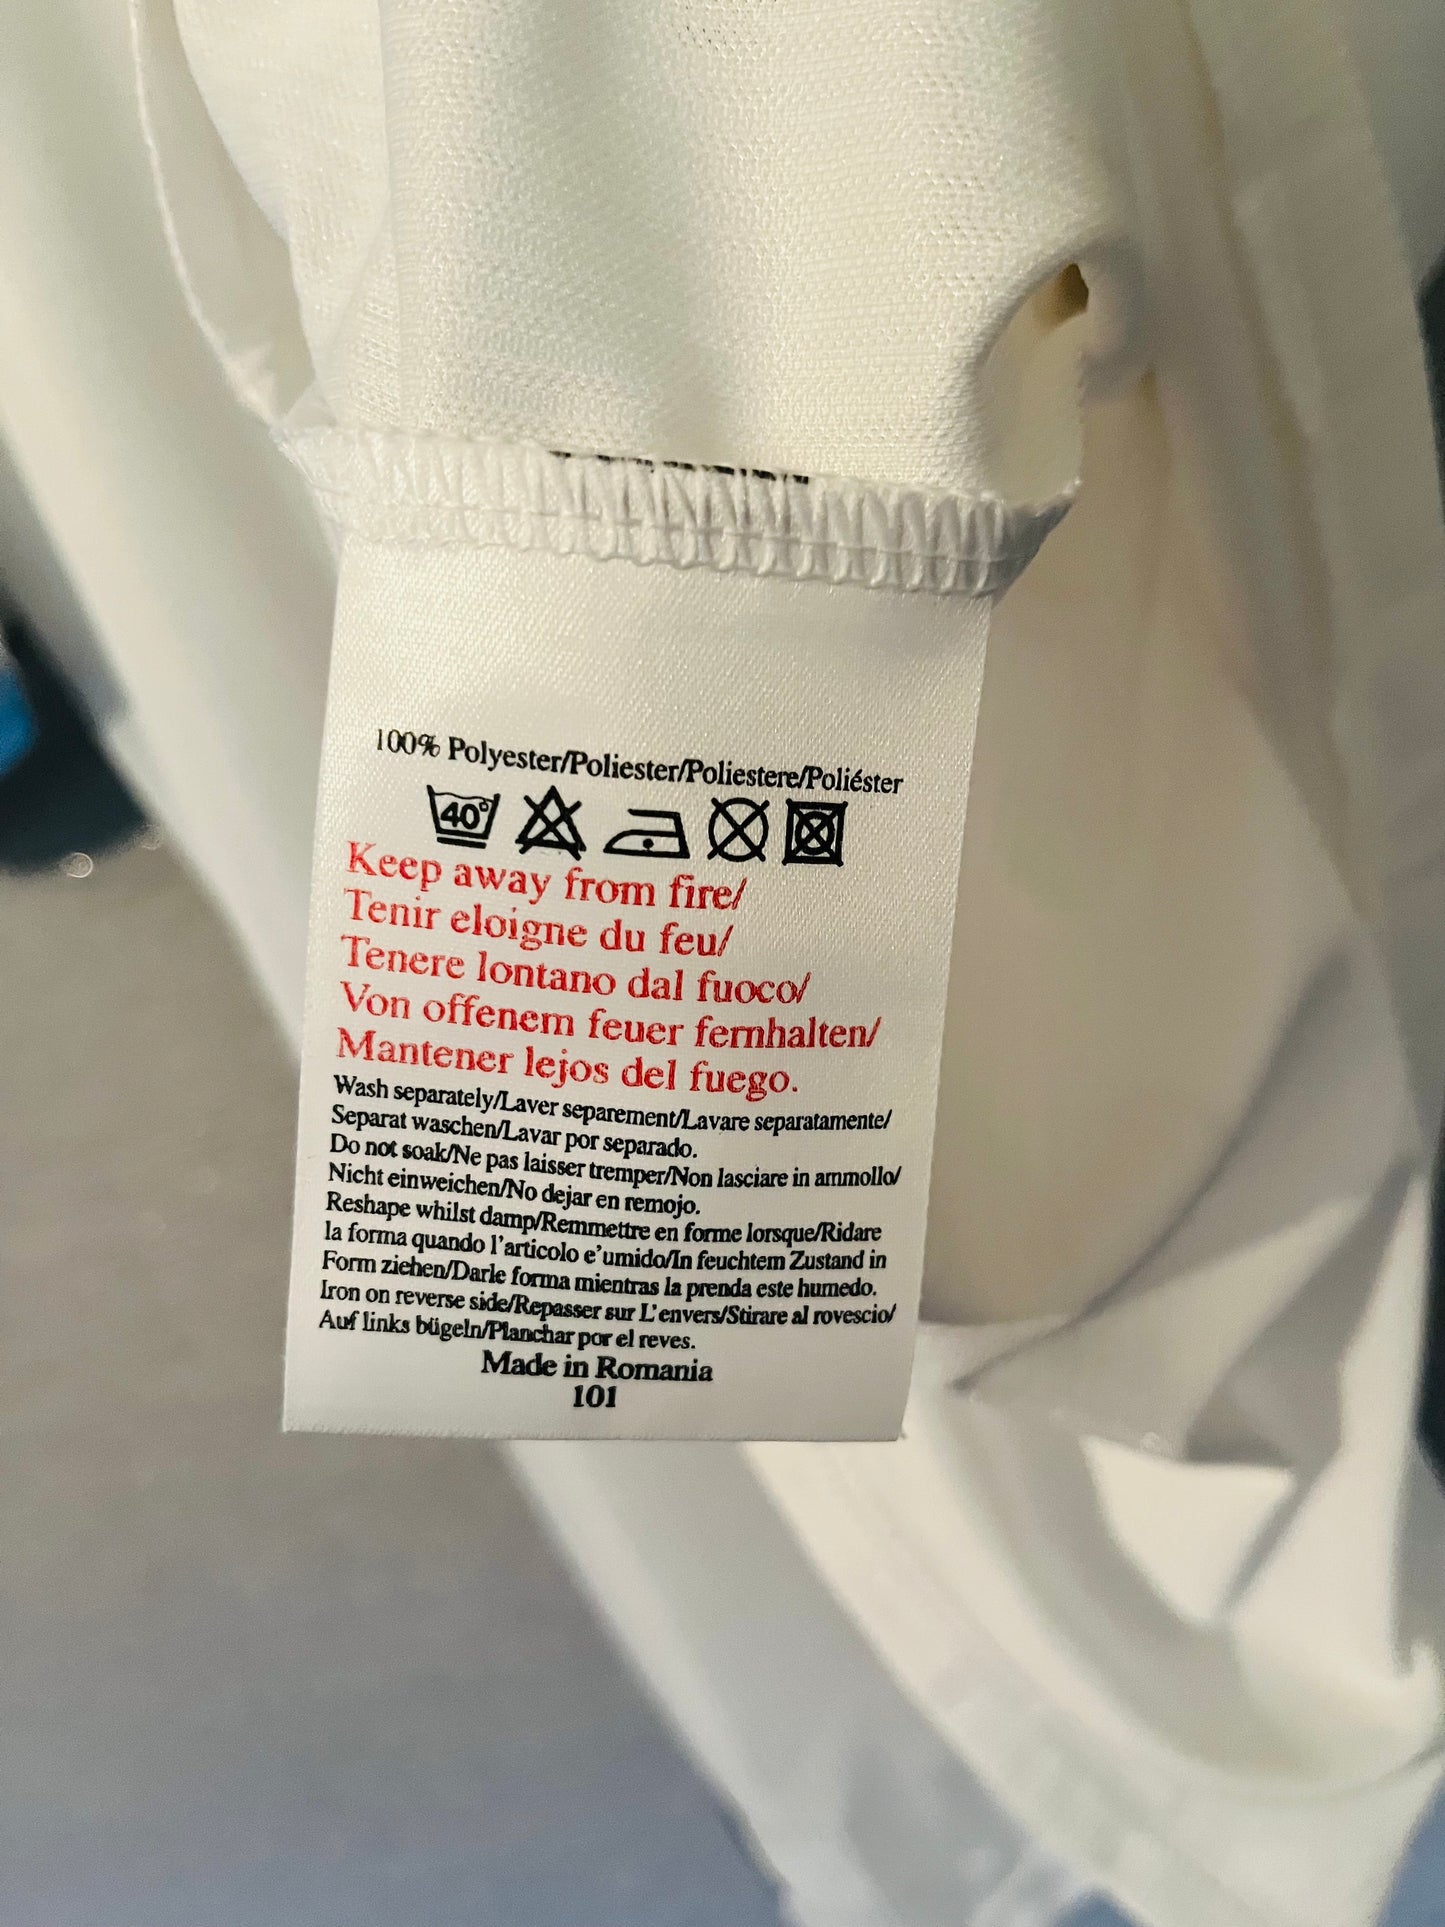 100% Polyester/Poliester/Poliestere/Poliéster
40°
Keep away from fire/
Tenir eloigne du feu/
Tenere lontano dal fuoco/
Von offenem feuer fernhalten/
Mantener lejos del fuego.
Wash separately/Laver separement/Lavare separatamente/
Separat waschen/Lavar por separado.
Do not soak/Ne pas laisser tremper/Non lasciare in ammollo/
Nicht einweichen/No dejar en remojo.
Reshape whilst damp/Remmettre en forme lorsque/Ridare
la forma quando l'articolo e'umido/In feuchtem Zustand in
Form ziehen/Darle forma mientras la prenda este humedo.
Iron on reverse side/Repasser sur L'envers/Stirare al rovescio/
Auf links bügeln/Planchar por el reves.
Made in Romania
101